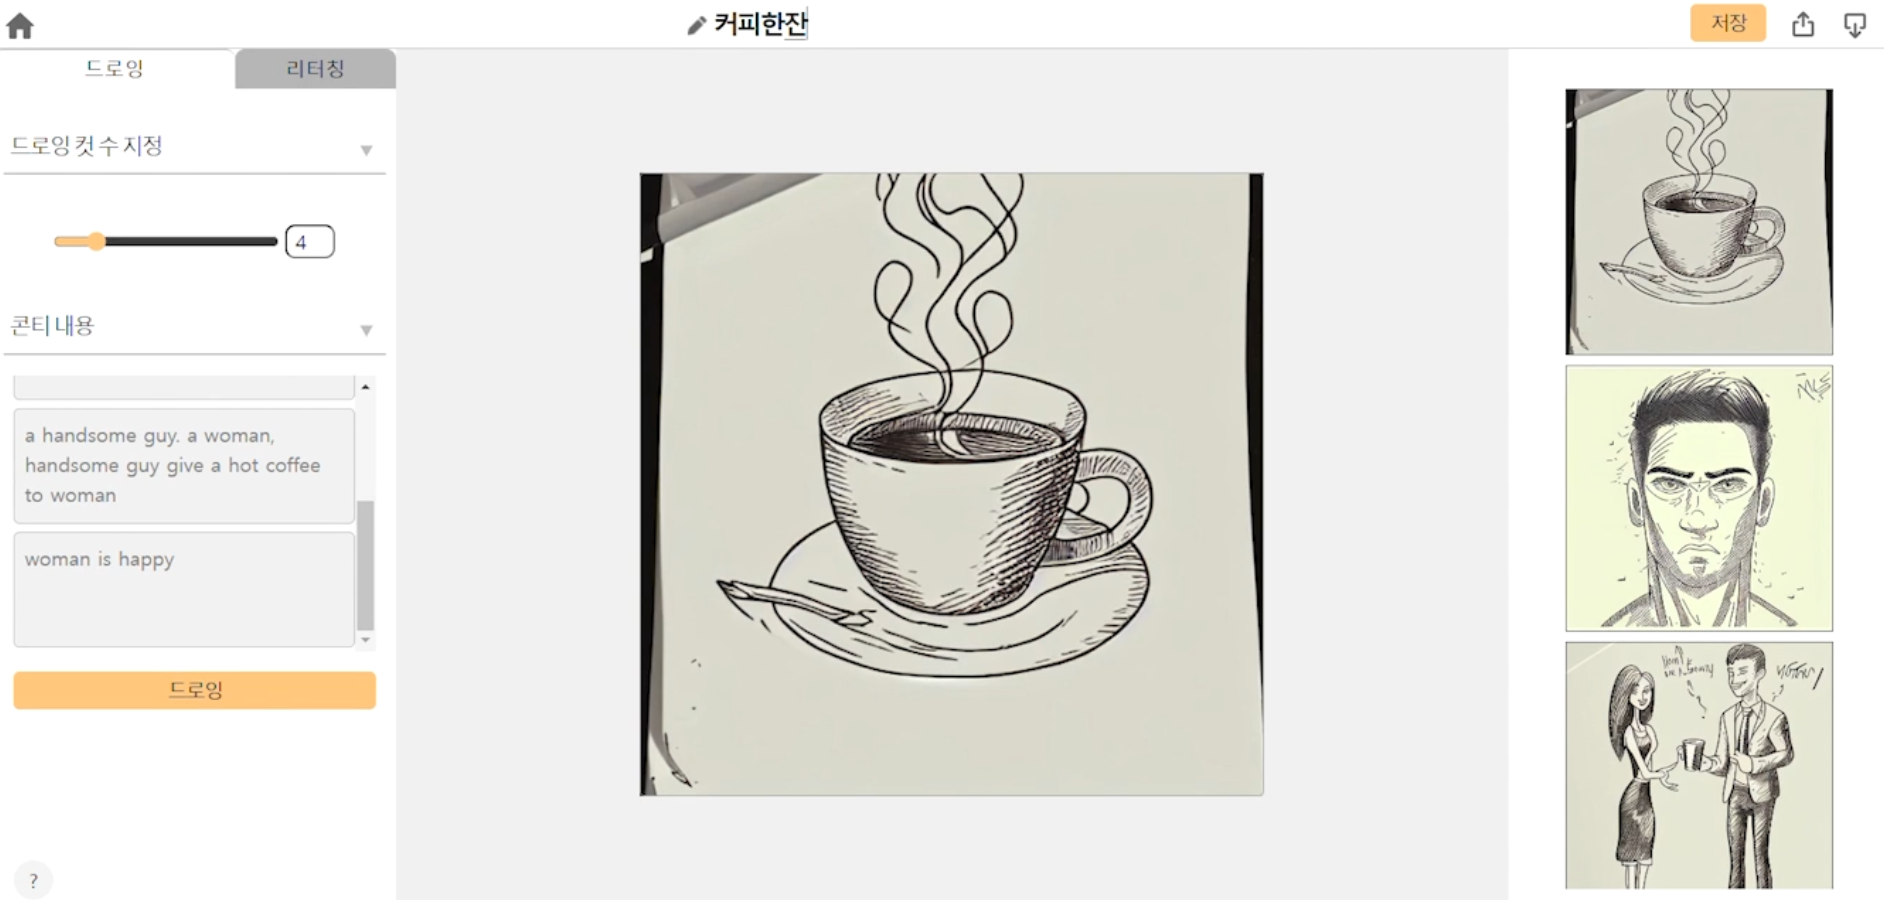 커피한잔
저장
드로잉
리터칭
드로잉 컷 수 지정
4
콘티 내용
a handsome guy. a woman,
handsome guy give a hot coffee
to woman
woman is happy
드로잉
?